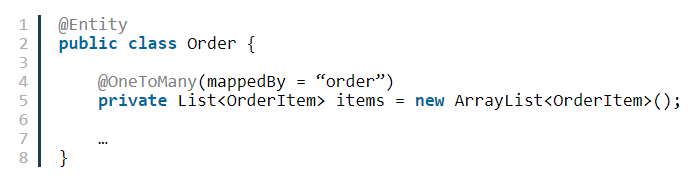 1 @Entity
2 public class Order {
3
4 @OneToMany(mappedBy = “order”)
5 private List<OrderItem> items = new ArrayList<OrderItem>();
6
7 …
8 }